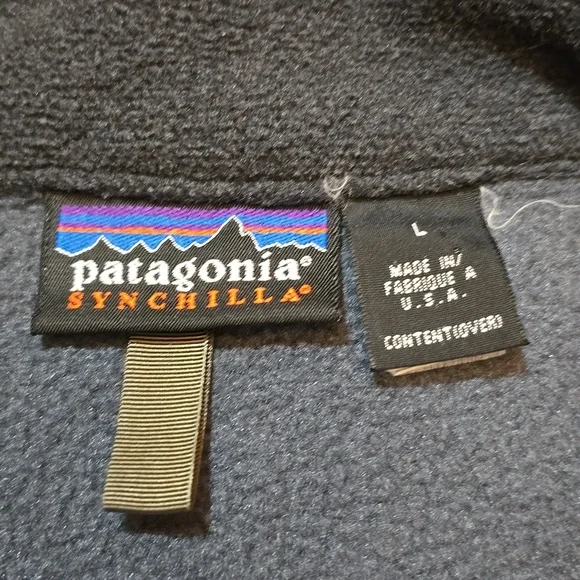 patagonia®
SYNCHILLA®
L
MADE IN/
FABRIQUE A
U.S.A.
CONTENT(OVER)